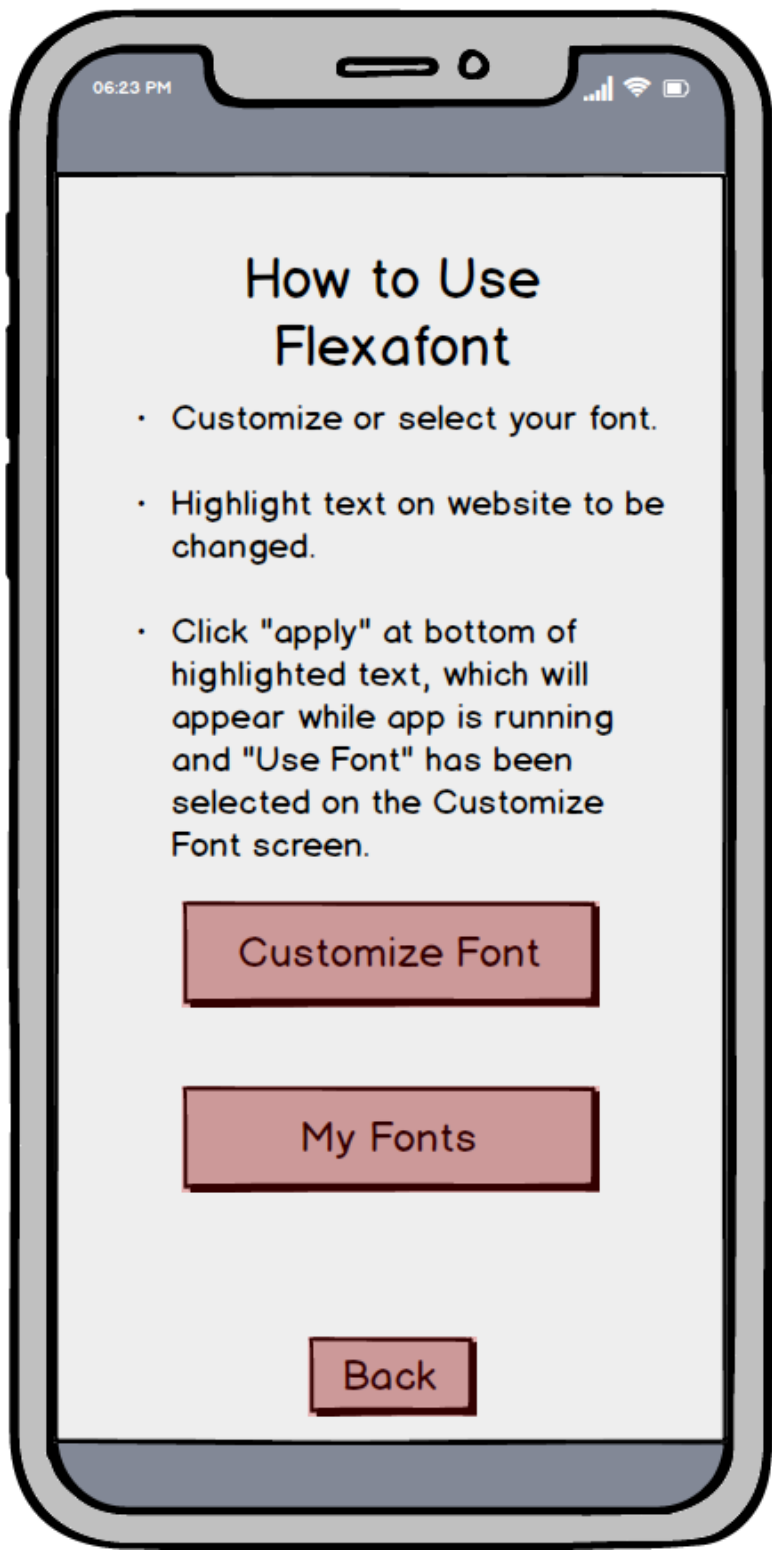 06:23 PM
How to Use
Flexafont
· Customize or select your font.
· Highlight text on website to be
changed.
· Click "apply" at bottom of
highlighted text, which will
appear while app is running
and "Use Font" has been
selected on the Customize
Font screen.
Customize Font
My Fonts
Back